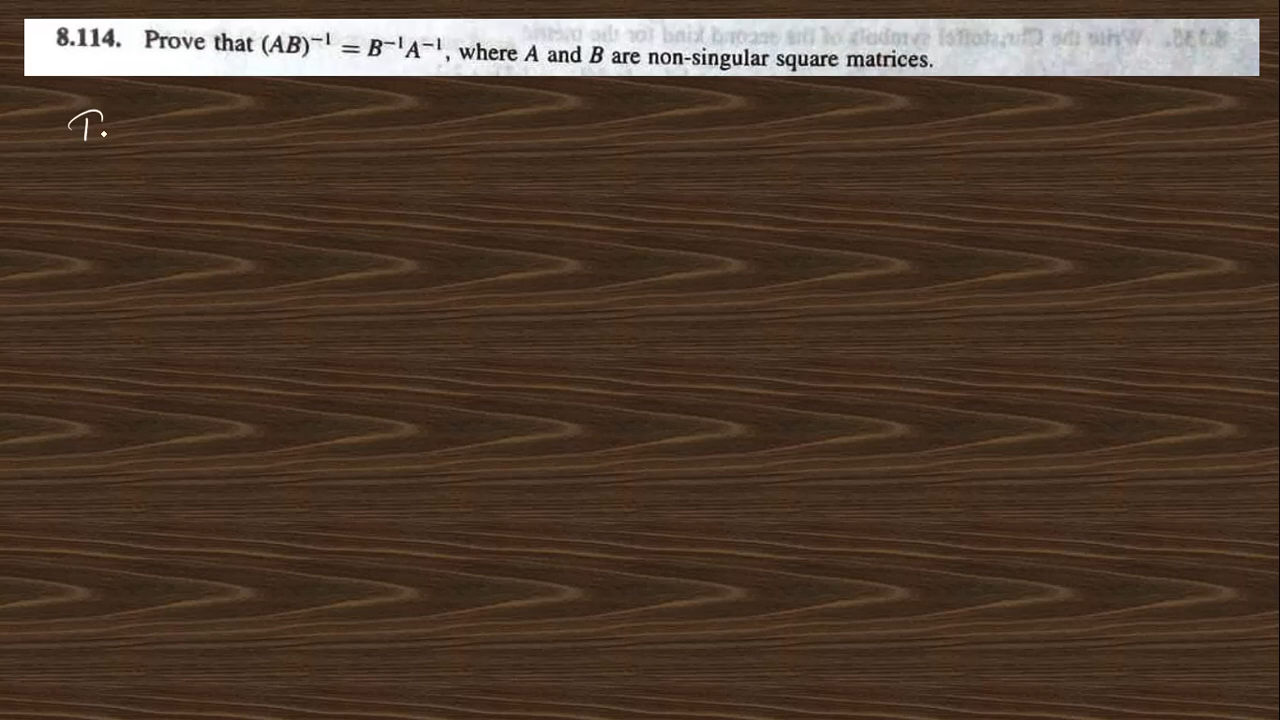 8.114. Prove that (AB)⁻¹ = B⁻¹A⁻¹, where A and B are non-singular square matrices.